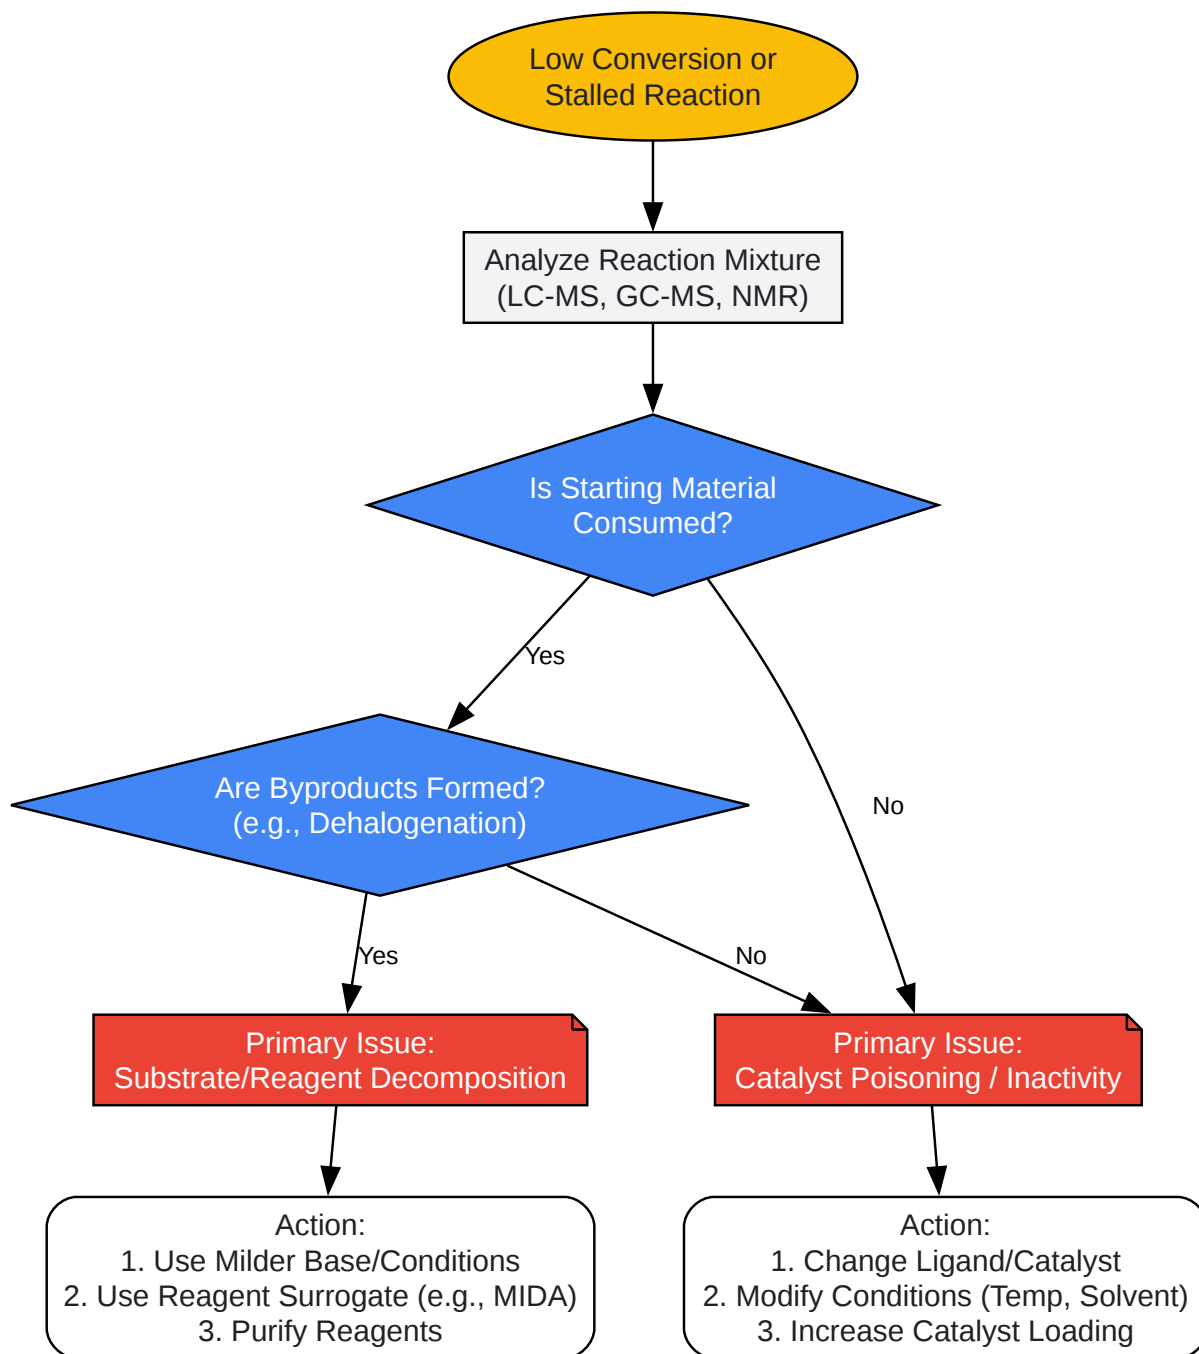 Low Conversion or
Stalled Reaction
Analyze Reaction Mixture
(LC-MS, GC-MS, NMR)
Is Starting Material
Consumed?
Yes
Are Byproducts Formed?
(e.g., Dehalogenation)
No
Yes
No
Primary Issue:
Substrate/Reagent Decomposition
Primary Issue:
Catalyst Poisoning / Inactivity
Action:
1. Use Milder Base/Conditions
2. Use Reagent Surrogate (e.g., MIDA)
3. Purify Reagents
Action:
1. Change Ligand/Catalyst
2. Modify Conditions (Temp, Solvent)
3. Increase Catalyst Loading